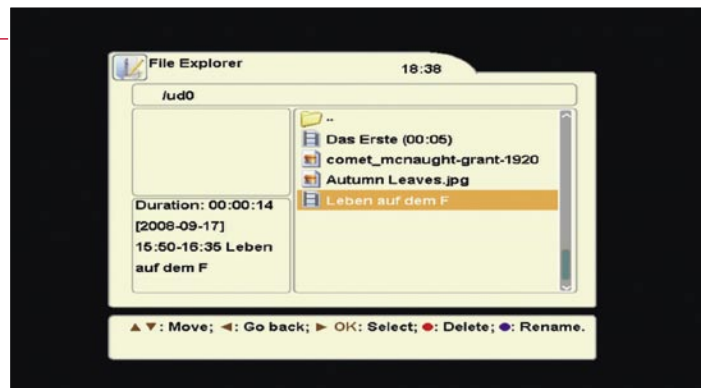 File Explorer
18:38
/ud0
..
Das Erste (00:05)
comet_mcnaught-grant-1920
Autumn Leaves.jpg
Leben auf dem F
Duration: 00:00:14
[2008-09-17]
15:50-16:35 Leben
auf dem F
▲ ▼: Move; ◄: Go back; ► OK: Select; ●: Delete; ●: Rename.